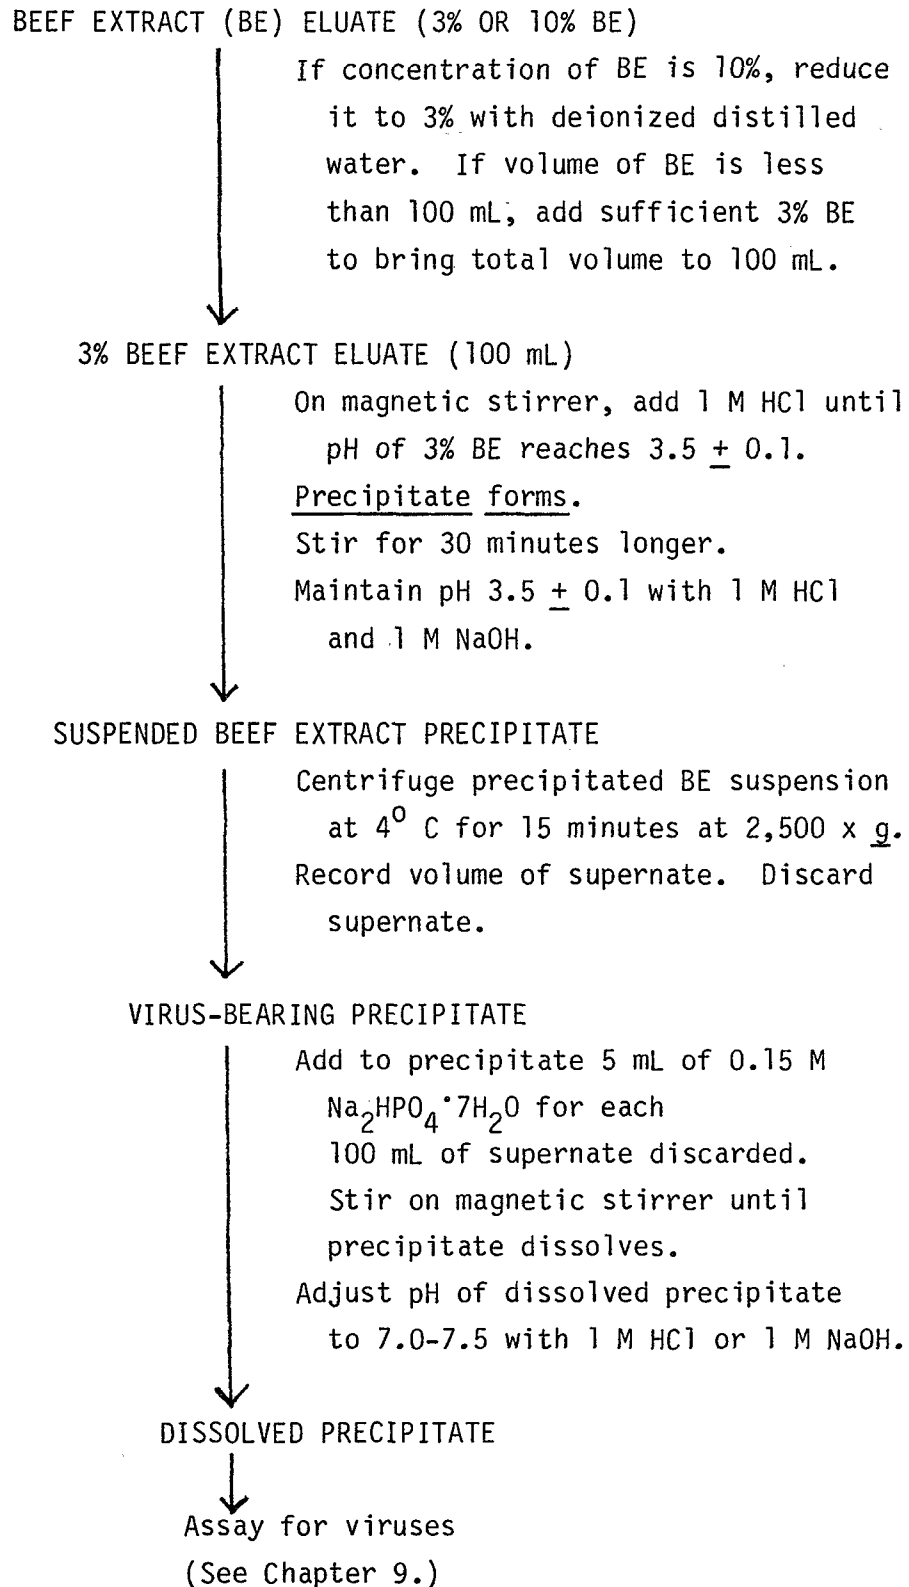 BEEF EXTRACT (BE) ELUATE (3% OR 10% BE)
If concentration of BE is 10%, reduce
it to 3% with deionized distilled
water. If volume of BE is less
than 100 mL, add sufficient 3% BE
to bring total volume to 100 mL.
3% BEEF EXTRACT ELUATE (100 mL)
On magnetic stirrer, add 1 M HCl until
pH of 3% BE reaches 3.5 ± 0.1.
Precipitate forms.
Stir for 30 minutes longer.
Maintain pH 3.5 ± 0.1 with 1 M HCl
and 1 M NaOH.
SUSPENDED BEEF EXTRACT PRECIPITATE
Centrifuge precipitated BE suspension
at 4° C for 15 minutes at 2,500 x g.
Record volume of supernate. Discard
supernate.
VIRUS-BEARING PRECIPITATE
Add to precipitate 5 mL of 0.15 M
Na₂HPO₄·7H₂O for each
100 mL of supernate discarded.
Stir on magnetic stirrer until
precipitate dissolves.
Adjust pH of dissolved precipitate
to 7.0-7.5 with 1 M HCl or 1 M NaOH.
DISSOLVED PRECIPITATE
Assay for viruses
(See Chapter 9.)